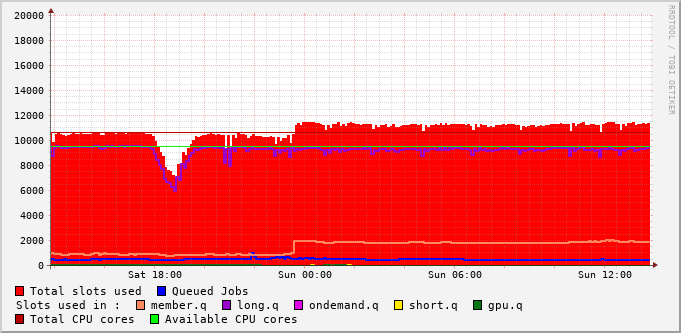 RRDTOOL / TOBI OETIKER
20000
18000
16000
14000
12000
10000
8000
6000
4000
2000
0
Sat 18:00 Sun 00:00 Sun 06:00 Sun 12:00
Total slots used Queued Jobs
Slots used in : member.q long.q ondemand.q short.q gpu.q
Total CPU cores Available CPU cores